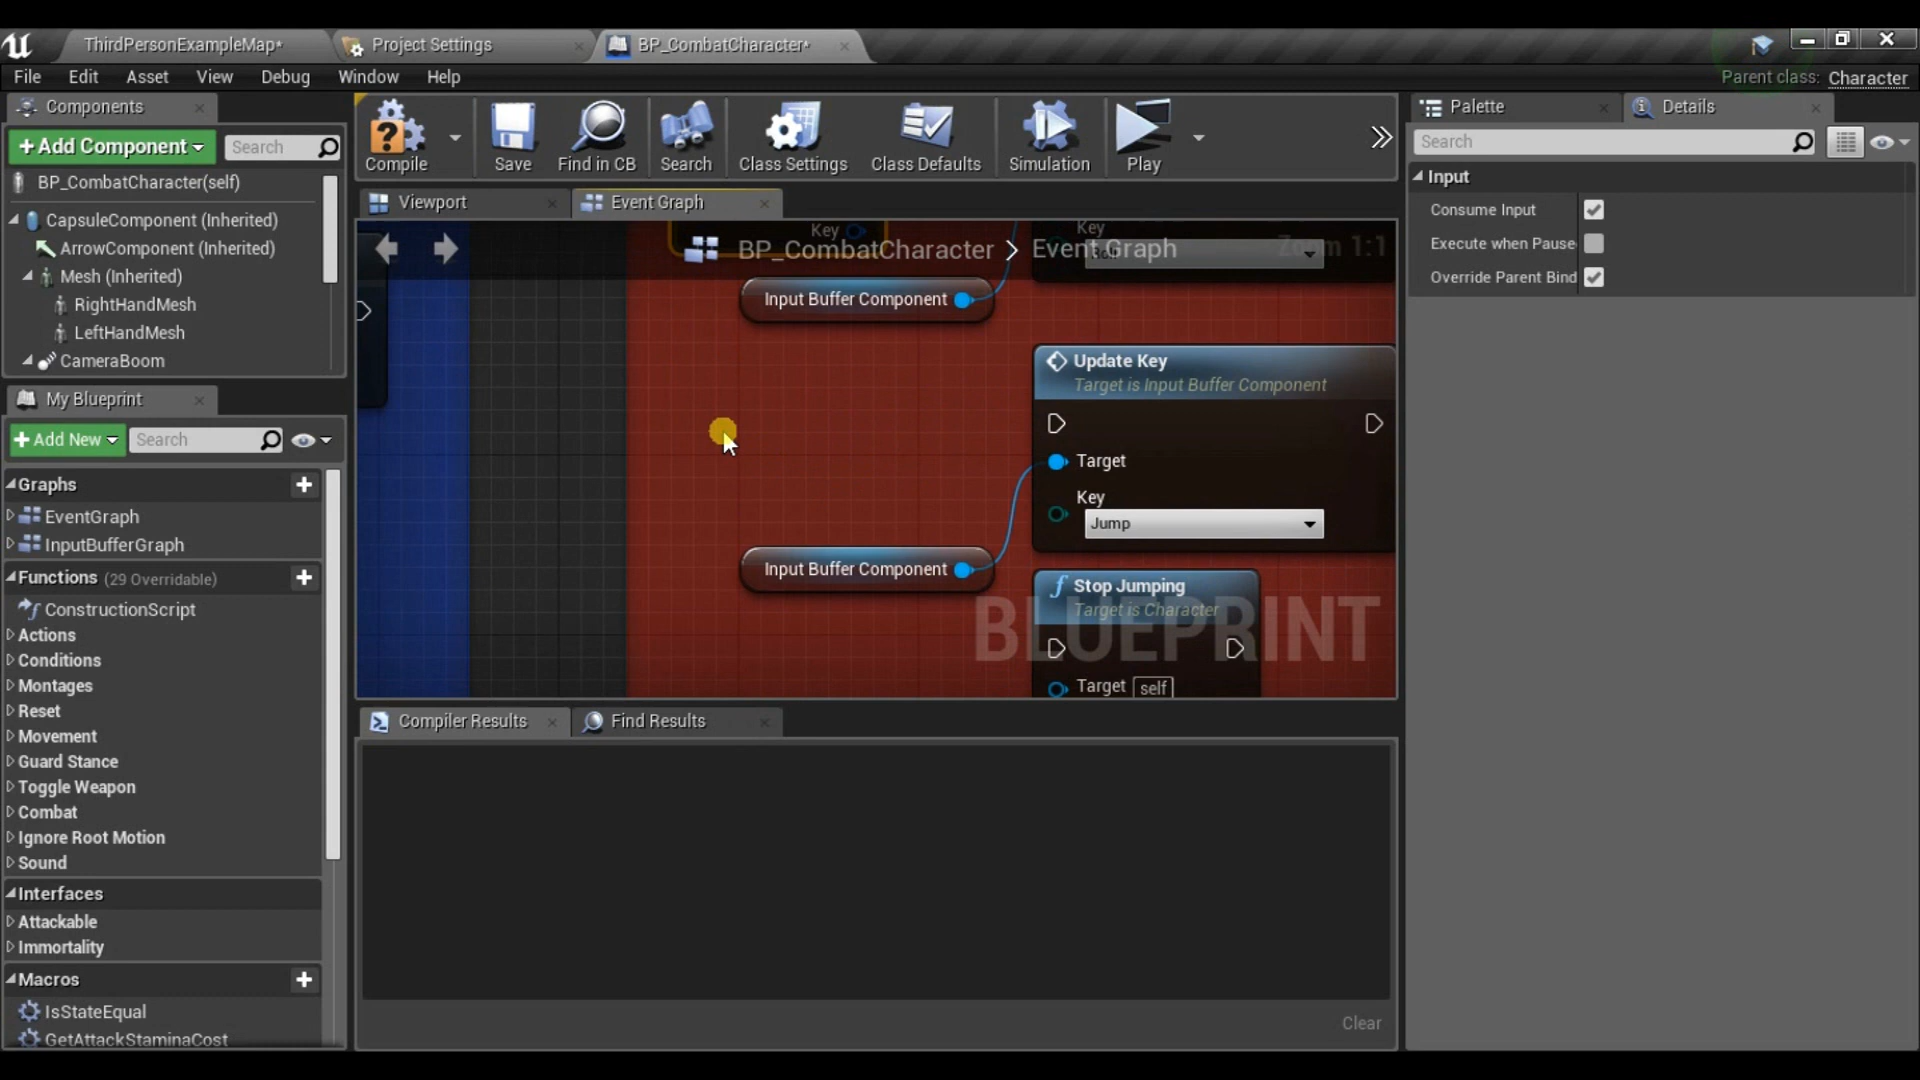 ThirdPersonExampleMap*
Project Settings
BP_CombatCharacter*
File Edit Asset View Debug Window Help
Parent class: Character
Components
+Add Component
Search
BP_CombatCharacter(self)
CapsuleComponent (Inherited)
ArrowComponent (Inherited)
Mesh (Inherited)
RightHandMesh
LeftHandMesh
CameraBoom
My Blueprint
+Add New
Search
Graphs
EventGraph
InputBufferGraph
Functions (29 Overridable)
ConstructionScript
Actions
Conditions
Montages
Reset
Movement
Guard Stance
Toggle Weapon
Combat
Ignore Root Motion
Sound
Interfaces
Attackable
Immortality
Macros
IsStateEqual
GetAttackStaminaCost
Compile
Save
Find in CB
Search
Class Settings
Class Defaults
Simulation
Play
Viewport
Event Graph
Key
Key
BP_CombatCharacter > Event Graph
Zoom 1:1
Input Buffer Component
Update Key
Target is Input Buffer Component
Target
Key
Jump
Input Buffer Component
Stop Jumping
Target is Character
Target self
BLUEPRINT
Compiler Results
Find Results
Clear
Palette
Details
Search
Input
Consume Input
Execute when Pause
Override Parent Bind